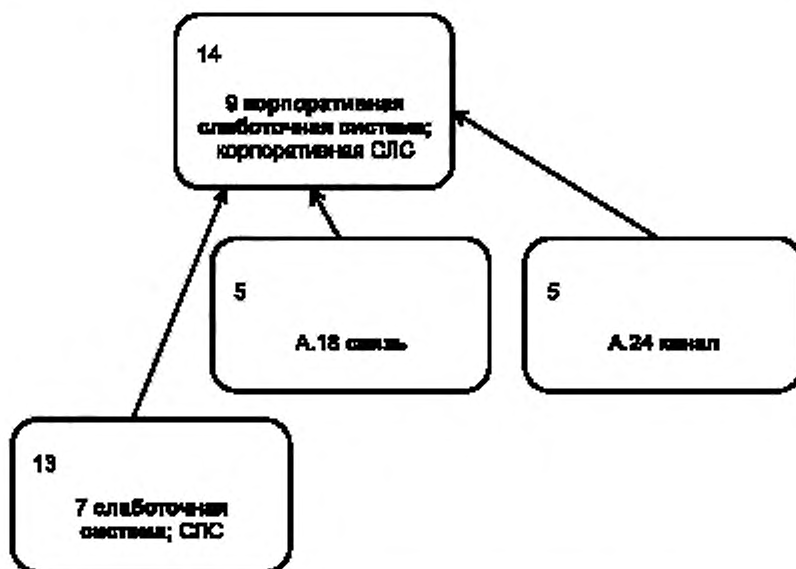 14
9 корпоративная
слаботочная система;
корпоративная СЛС
5
А.18 связь
5
А.24 канал
13
7 слаботочная
система; СЛС